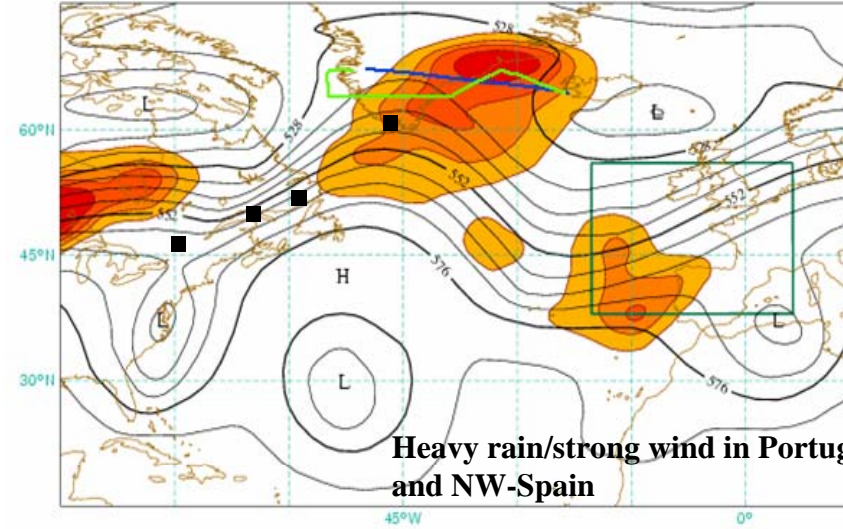 528
L
L
60°N
528
528
552
552
552
45°N
576
H
L
L
30°N
L
576
Heavy rain/strong wind in Portug
and NW-Spain
45°W
0°